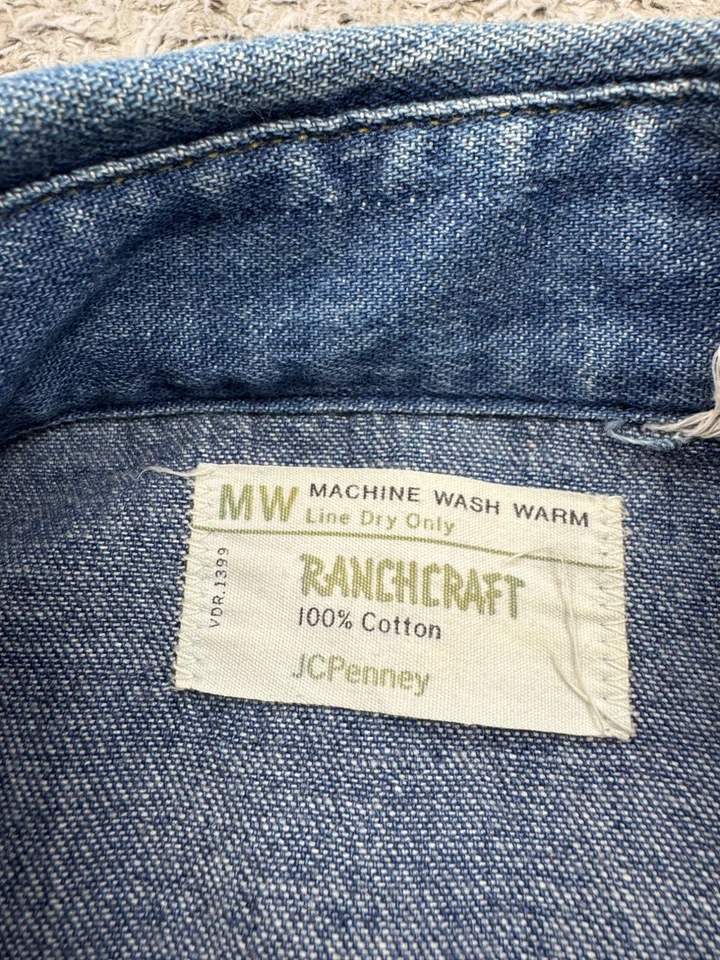 MW MACHINE WASH WARM
Line Dry Only
VDR.1399
RANCHCRAFT
100% Cotton
JCPenney